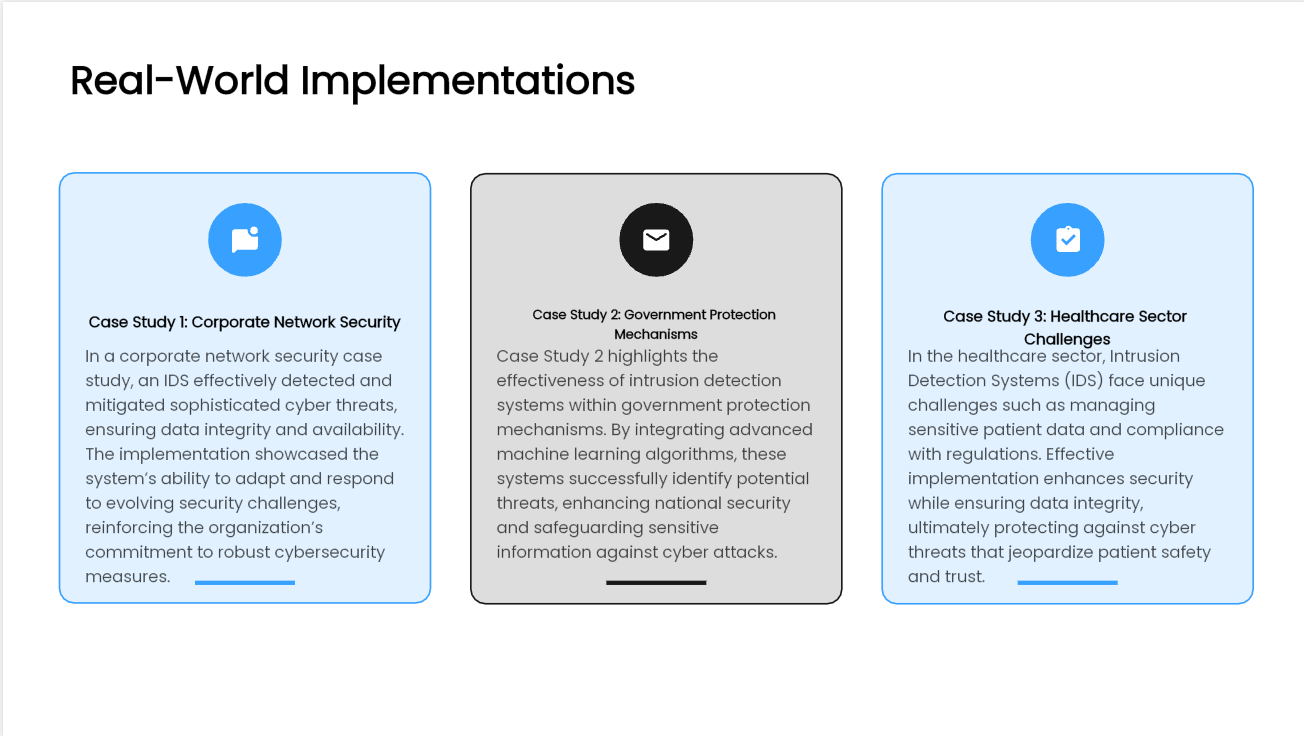 Real-World Implementations
Case Study 1: Corporate Network Security
In a corporate network security case
study, an IDS effectively detected and
mitigated sophisticated cyber threats,
ensuring data integrity and availability.
The implementation showcased the
system’s ability to adapt and respond
to evolving security challenges,
reinforcing the organization’s
commitment to robust cybersecurity
measures.
Case Study 2: Government Protection
Mechanisms
Case Study 2 highlights the
effectiveness of intrusion detection
systems within government protection
mechanisms. By integrating advanced
machine learning algorithms, these
systems successfully identify potential
threats, enhancing national security
and safeguarding sensitive
information against cyber attacks.
Case Study 3: Healthcare Sector
Challenges
In the healthcare sector, Intrusion
Detection Systems (IDS) face unique
challenges such as managing
sensitive patient data and compliance
with regulations. Effective
implementation enhances security
while ensuring data integrity,
ultimately protecting against cyber
threats that jeopardize patient safety
and trust.